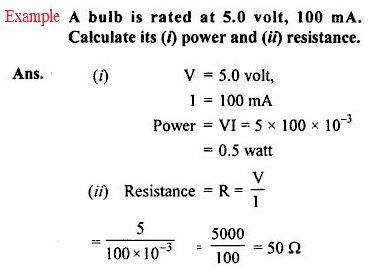 Example A bulb is rated at 5.0 volt, 100 mA.
Calculate its (i) power and (ii) resistance.
Ans. (i) V = 5.0 volt,
I = 100 mA
Power = VI = 5 × 100 × 10⁻³
= 0.5 watt
(ii) Resistance = R = V/I
= 5/(100 × 10⁻³) = 5000/100 = 50 Ω